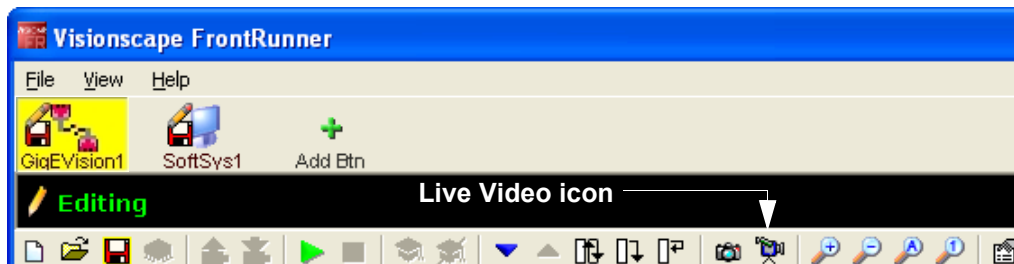 Visionscape FrontRunner
File View Help
GigEVision1 SoftSys1 Add Btn
Editing
Live Video icon